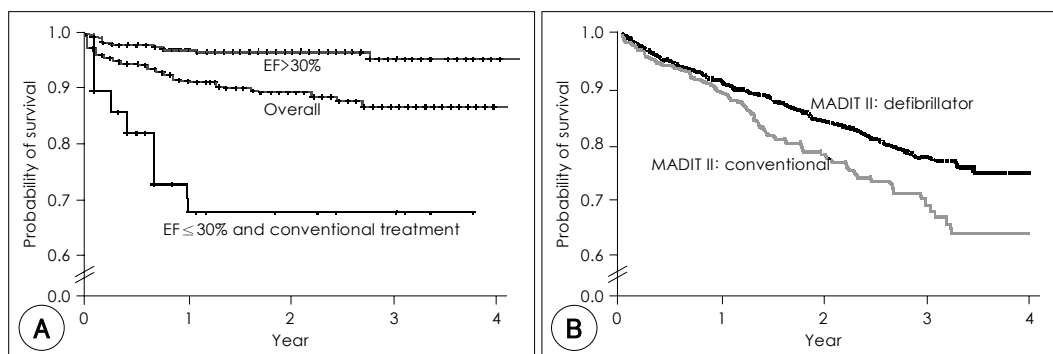 1.0
0.9
0.8
0.7
0.6
0.0
Probability of survival
EF>30%
Overall
EF≤30% and conventional treatment
0 1 2 3 4
Year
A
1.0
0.9
0.8
0.7
0.6
0.0
Probability of survival
MADIT II: defibrillator
MADIT II: conventional
0 1 2 3 4
Year
B